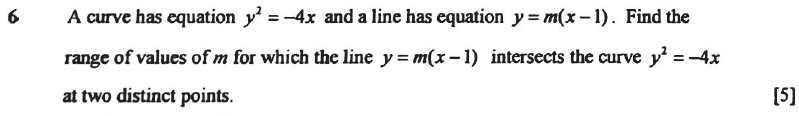 6 A curve has equation y² = –4x and a line has equation y = m(x – 1). Find the
range of values of m for which the line y = m(x – 1) intersects the curve y² = –4x
at two distinct points. [5]